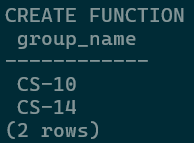 CREATE FUNCTION
 group_name
------------
 CS-10
 CS-14
(2 rows)